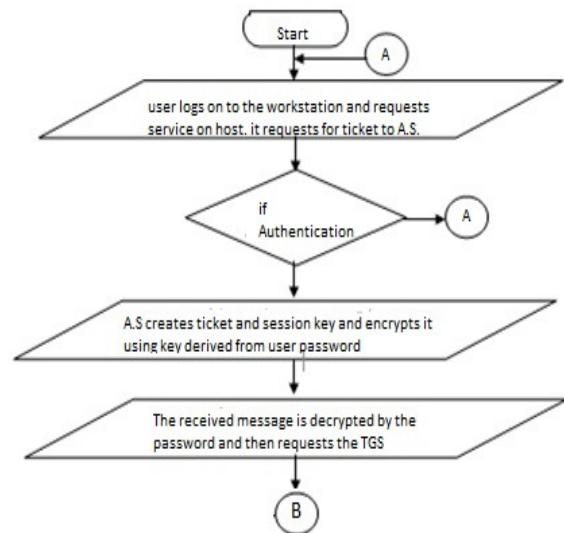 Start
A
user logs on to the workstation and requests
service on host. it requests for ticket to A.S.
if
Authentication
A
A.S creates ticket and session key and encrypts it
using key derived from user password
The received message is decrypted by the
password and then requests the TGS
B